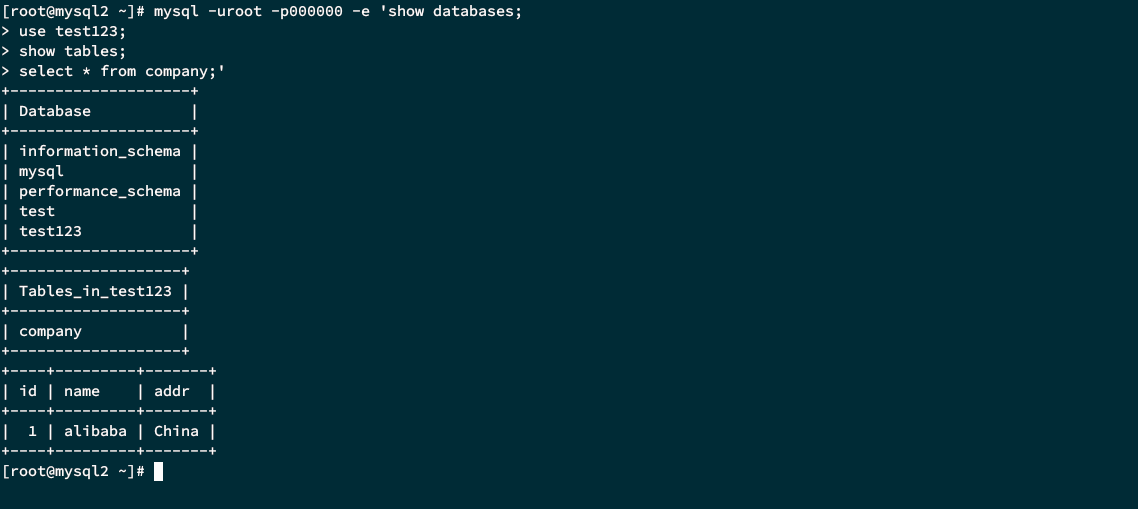 [root@mysql2 ~]# mysql -uroot -p000000 -e 'show databases;
> use test123;
> show tables;
> select * from company;'
+--------------------+
| Database           |
+--------------------+
| information_schema |
| mysql              |
| performance_schema |
| test               |
| test123            |
+--------------------+
+-------------------+
| Tables_in_test123 |
+-------------------+
| company           |
+-------------------+
+----+---------+-------+
| id | name    | addr  |
+----+---------+-------+
|  1 | alibaba | China |
+----+---------+-------+
[root@mysql2 ~]#